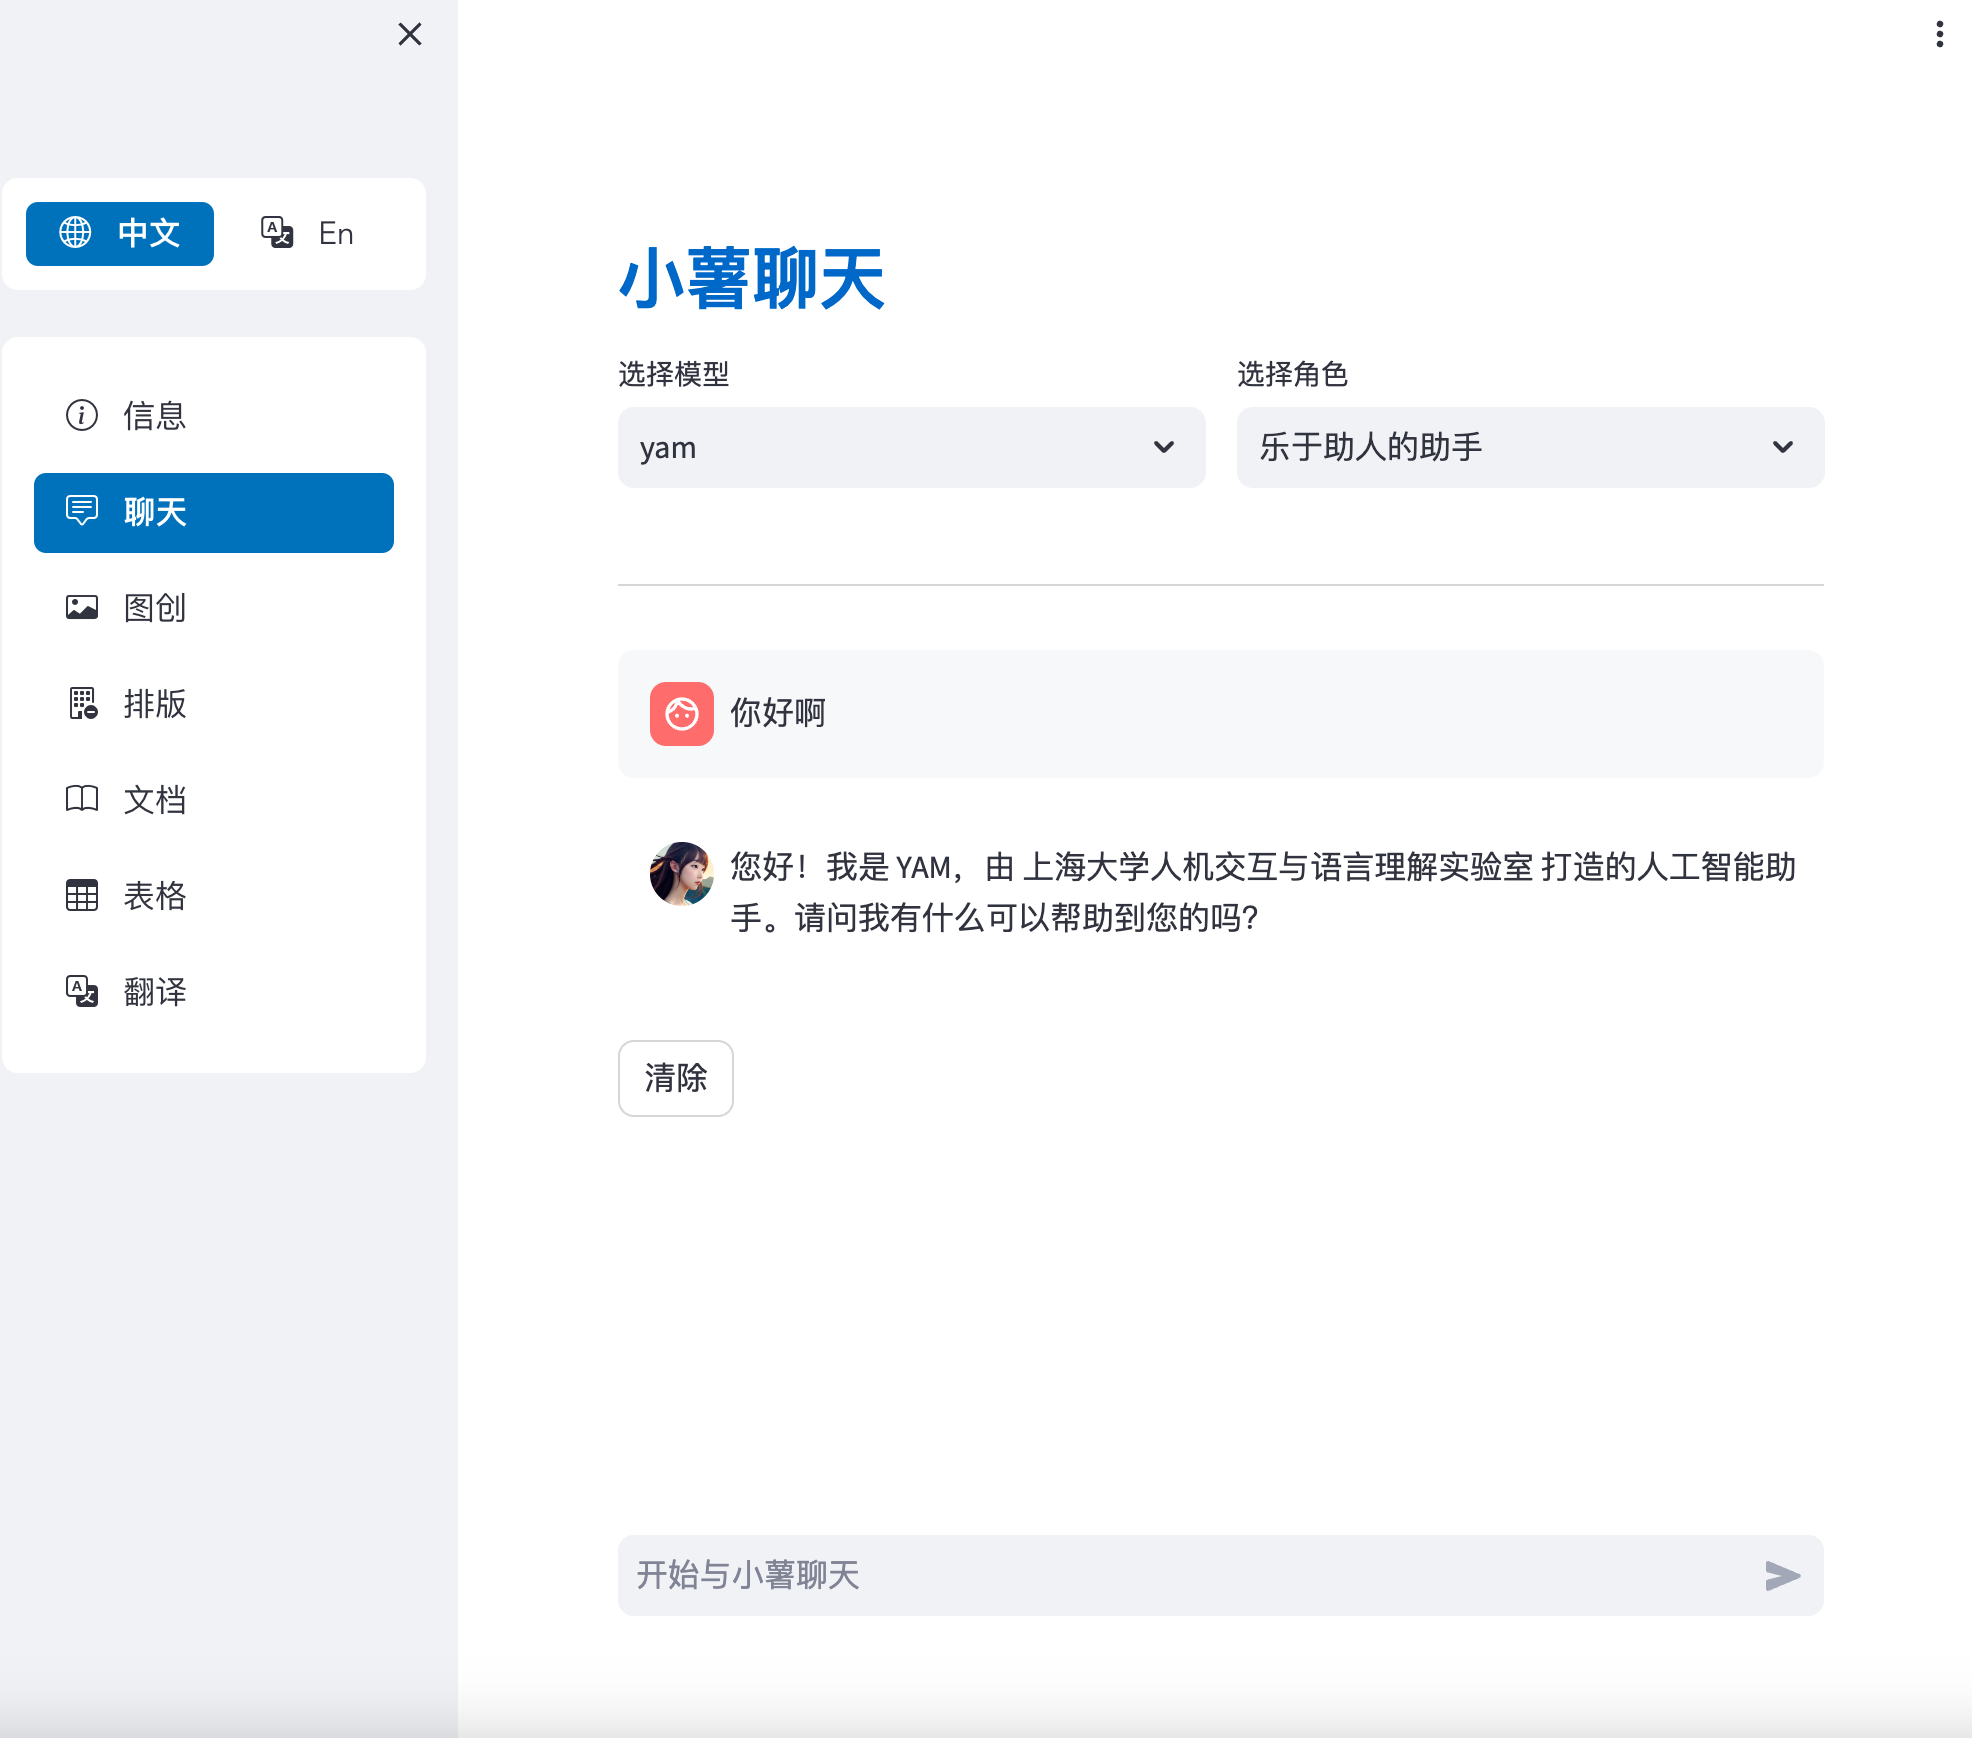 中文
En
信息
聊天
图创
排版
文档
表格
翻译
小薯聊天
选择模型
选择角色
yam
乐于助人的助手
你好啊
您好！我是 YAM，由 上海大学人机交互与语言理解实验室 打造的人工智能助
手。请问我有什么可以帮助到您的吗？
清除
开始与小薯聊天